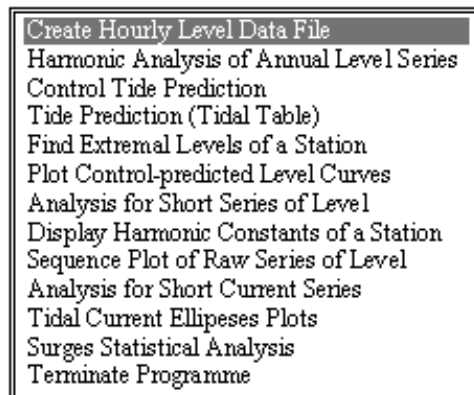 Create Hourly Level Data File
Harmonic Analysis of Annual Level Series
Control Tide Prediction
Tide Prediction (Tidal Table)
Find Extremal Levels of a Station
Plot Control-predicted Level Curves
Analysis for Short Series of Level
Display Harmonic Constants of a Station
Sequence Plot of Raw Series of Level
Analysis for Short Current Series
Tidal Current Ellipeses Plots
Surges Statistical Analysis
Terminate Programme